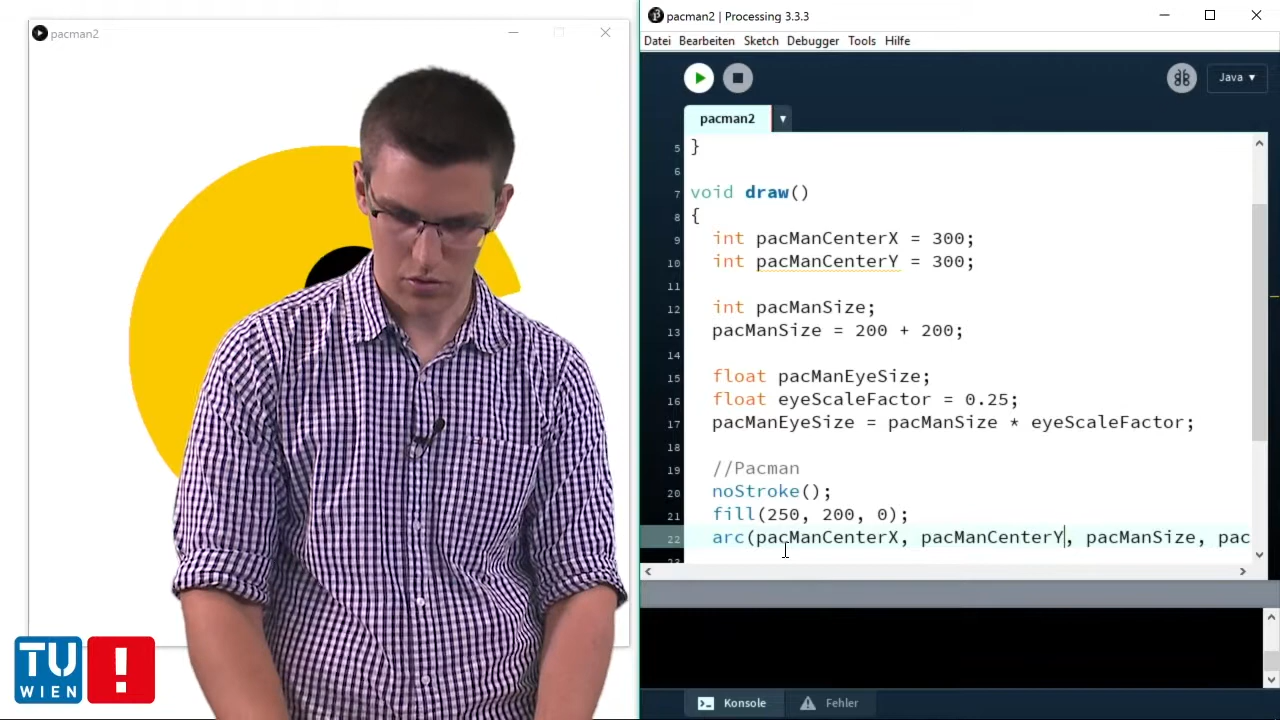 pacman2
pacman2 | Processing 3.3.3
Datei Bearbeiten Sketch Debugger Tools Hilfe
Java ▾
pacman2
5 }
6
7 void draw()
8 {
9 int pacManCenterX = 300;
10 int pacManCenterY = 300;
11
12 int pacManSize;
13 pacManSize = 200 + 200;
14
15 float pacManEyeSize;
16 float eyeScaleFactor = 0.25;
17 pacManEyeSize = pacManSize * eyeScaleFactor;
18
19 //Pacman
20 noStroke();
21 fill(250, 200, 0);
22 arc(pacManCenterX, pacManCenterY, pacManSize, pac
Konsole Fehler
TU
WIEN
!